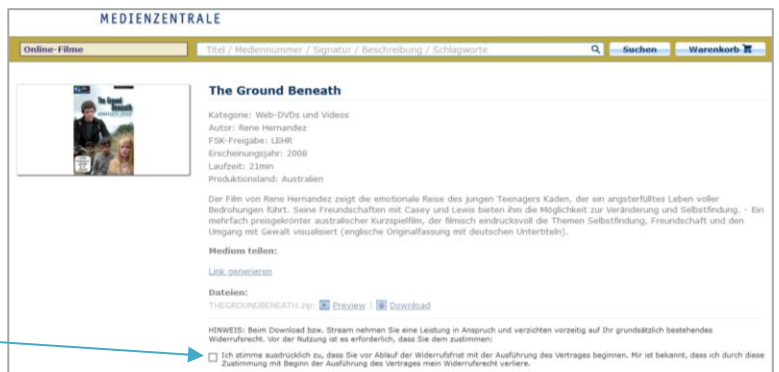 MEDIENZENTRALE
Online-Filme
Titel / Mediennummer / Signatur / Beschreibung / Schlagworte
Suchen
Warenkorb
The Ground Beneath
The Ground
Beneath
Kategorie: Web-DVDs und Videos
Autor: Rene Hernandez
FSK-Freigabe: LEHR
Erscheinungsjahr: 2008
Laufzeit: 21min
Produktionsland: Australien
Der Film von Rene Hernandez zeigt die emotionale Reise des jungen Teenagers Kaden, der ein angsterfülltes Leben voller
Bedrohungen führt. Seine Freundschaften mit Casey und Lewis bieten ihm die Möglichkeit zur Veränderung und Selbstfindung. - Ein
mehrfach preisgekrönter australischer Kurzspielfilm, der filmisch eindrucksvoll die Themen Selbstfindung, Freundschaft und den
Umgang mit Gewalt visualisiert (englische Originalfassung mit deutschen Untertiteln).
Medium teilen:
Link generieren
Dateien:
THEGROUNDBENEATH.zip: Preview | Download
HINWEIS: Beim Download bzw. Stream nehmen Sie eine Leistung in Anspruch und verzichten vorzeitig auf Ihr grundsätzlich bestehendes
Widerrufsrecht. Vor der Nutzung ist es erforderlich, dass Sie dem zustimmen:
Ich stimme ausdrücklich zu, dass Sie vor Ablauf der Widerrufsfrist mit der Ausführung des Vertrages beginnen. Mir ist bekannt, dass ich durch diese
Zustimmung mit Beginn der Ausführung des Vertrages mein Widerrufsrecht verliere.